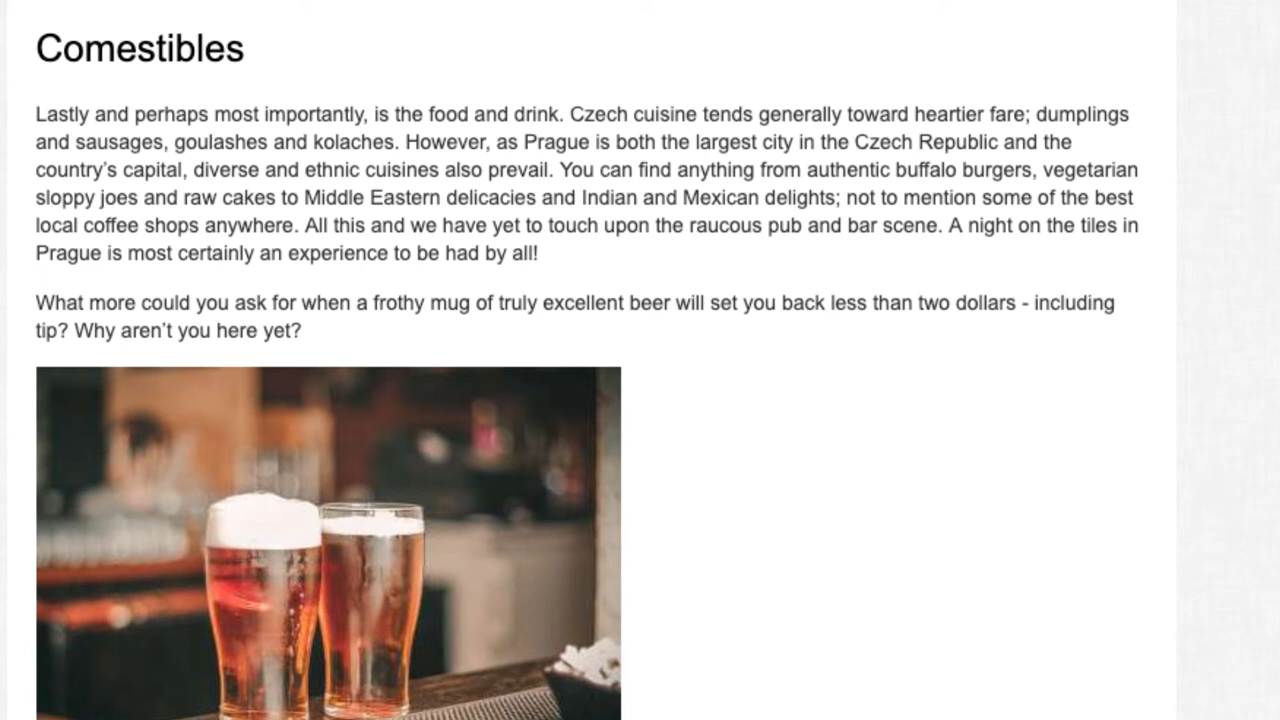 Comestibles
Lastly and perhaps most importantly, is the food and drink. Czech cuisine tends generally toward heartier fare; dumplings
and sausages, goulashes and kolaches. However, as Prague is both the largest city in the Czech Republic and the
country’s capital, diverse and ethnic cuisines also prevail. You can find anything from authentic buffalo burgers, vegetarian
sloppy joes and raw cakes to Middle Eastern delicacies and Indian and Mexican delights; not to mention some of the best
local coffee shops anywhere. All this and we have yet to touch upon the raucous pub and bar scene. A night on the tiles in
Prague is most certainly an experience to be had by all!
What more could you ask for when a frothy mug of truly excellent beer will set you back less than two dollars - including
tip? Why aren’t you here yet?